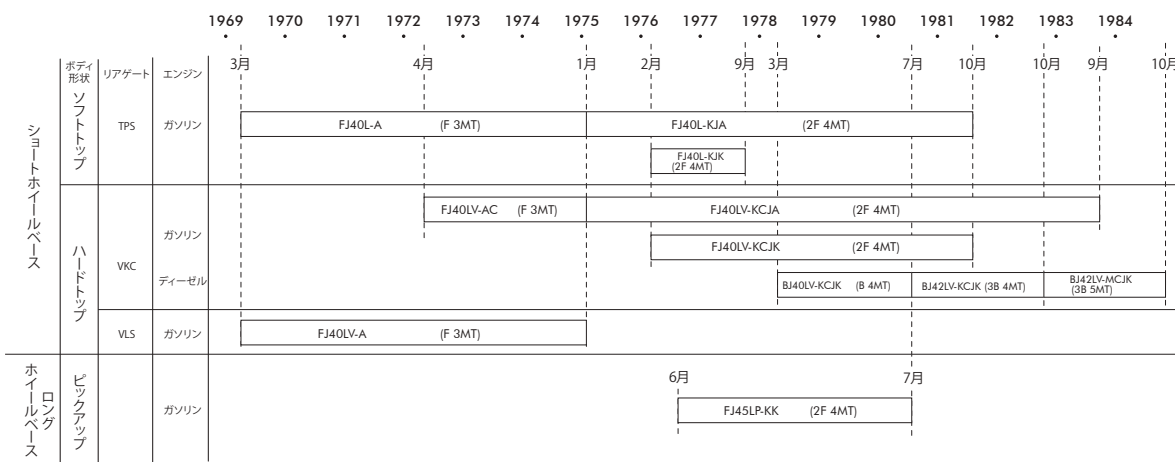 1969 1970 1971 1972 1973 1974 1975 1976 1977 1978 1979 1980 1981 1982 1983 1984
ボディ
形状 リアゲート エンジン
3月 4月 1月 2月 9月 3月 7月 10月 10月 9月 10月
ショートホイールベース
ソフトトップ
TPS ガソリン
FJ40L-A (F 3MT) FJ40L-KJA (2F 4MT)
FJ40L-KJK
(2F 4MT)
ハードトップ
VKC
ガソリン
FJ40LV-AC (F 3MT) FJ40LV-KCJA (2F 4MT)
FJ40LV-KCJK (2F 4MT)
ディーゼル
BJ40LV-KCJK (B 4MT) BJ42LV-KCJK (3B 4MT) BJ42LV-MCJK
(3B 5MT)
VLS ガソリン FJ40LV-A (F 3MT)
ロング
ホイールベース
ピックアップ
ガソリン
6月 7月
FJ45LP-KK (2F 4MT)